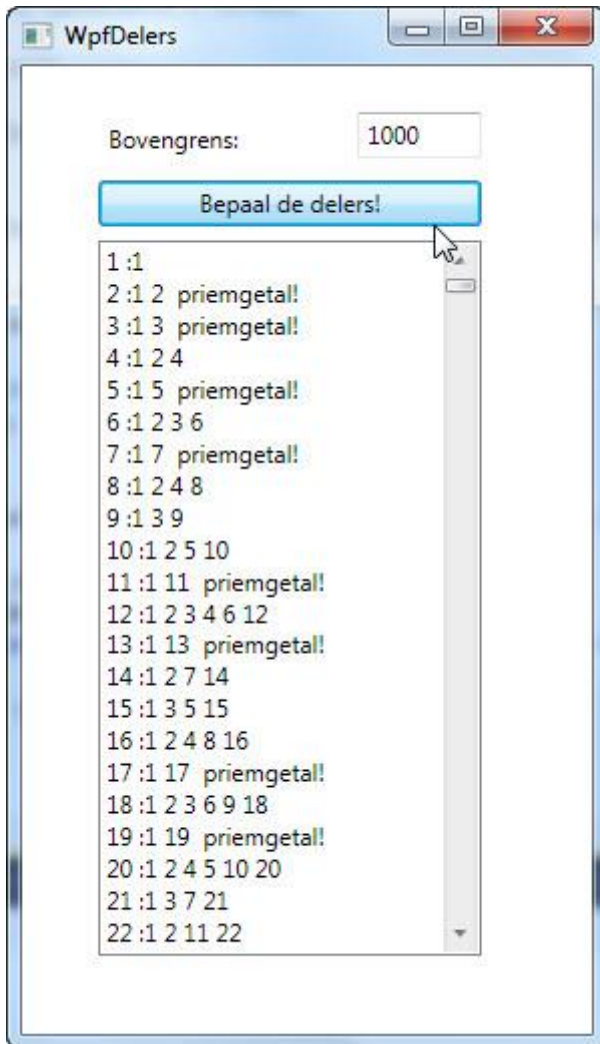 WpfDelers
Bovengrens: 1000
Bepaal de delers!
1 :1
2 :1 2  priemgetal!
3 :1 3  priemgetal!
4 :1 2 4
5 :1 5  priemgetal!
6 :1 2 3 6
7 :1 7  priemgetal!
8 :1 2 4 8
9 :1 3 9
10 :1 2 5 10
11 :1 11  priemgetal!
12 :1 2 3 4 6 12
13 :1 13  priemgetal!
14 :1 2 7 14
15 :1 3 5 15
16 :1 2 4 8 16
17 :1 17  priemgetal!
18 :1 2 3 6 9 18
19 :1 19  priemgetal!
20 :1 2 4 5 10 20
21 :1 3 7 21
22 :1 2 11 22